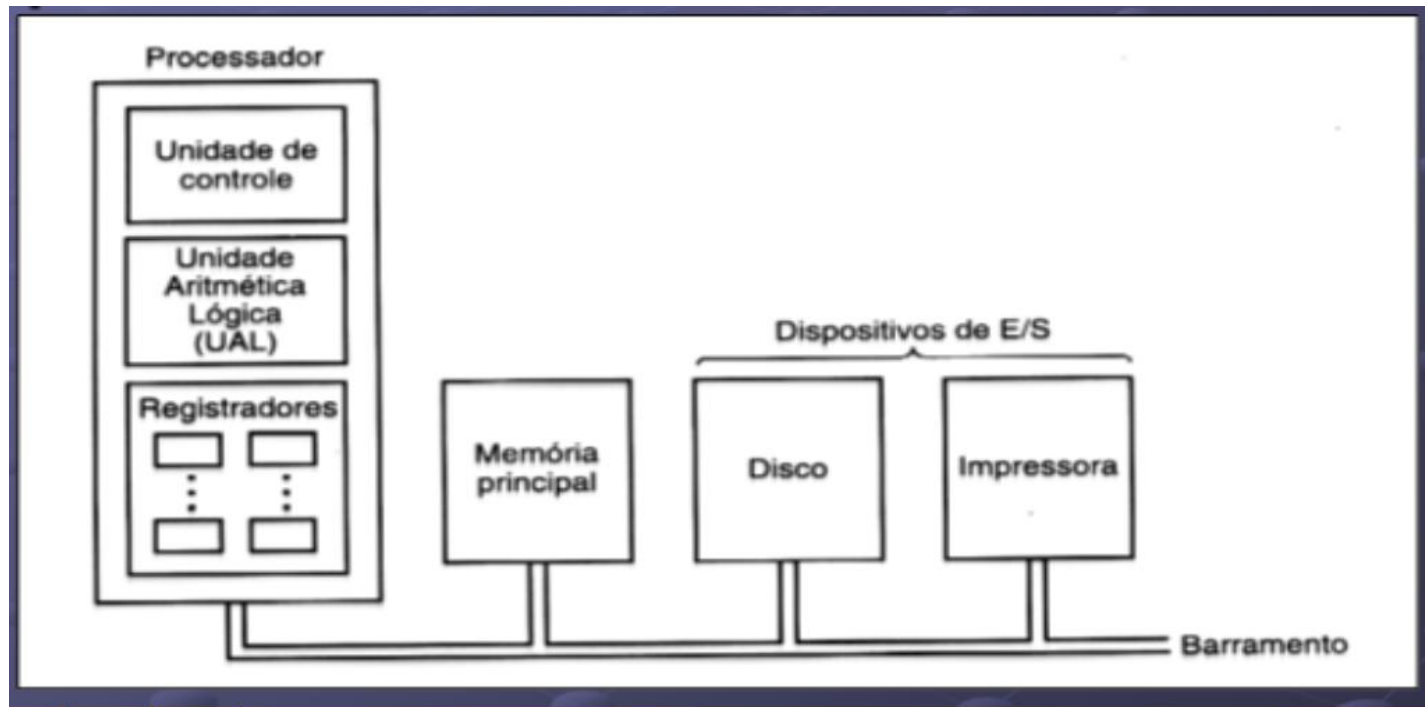 Processador
Unidade de
controle
Unidade
Aritmética
Lógica
(UAL)
Registradores
Memória
principal
Dispositivos de E/S
Disco
Impressora
Barramento